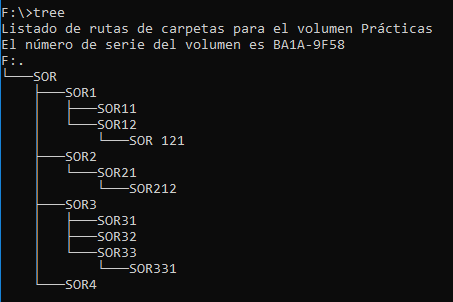 F:\>tree
Listado de rutas de carpetas para el volumen Prácticas
El número de serie del volumen es BA1A-9F58
F:.
└───SOR
    ├───SOR1
    │   ├───SOR11
    │   └───SOR12
    │       └───SOR 121
    ├───SOR2
    │   └───SOR21
    │       └───SOR212
    ├───SOR3
    │   ├───SOR31
    │   ├───SOR32
    │   └───SOR33
    │       └───SOR331
    └───SOR4